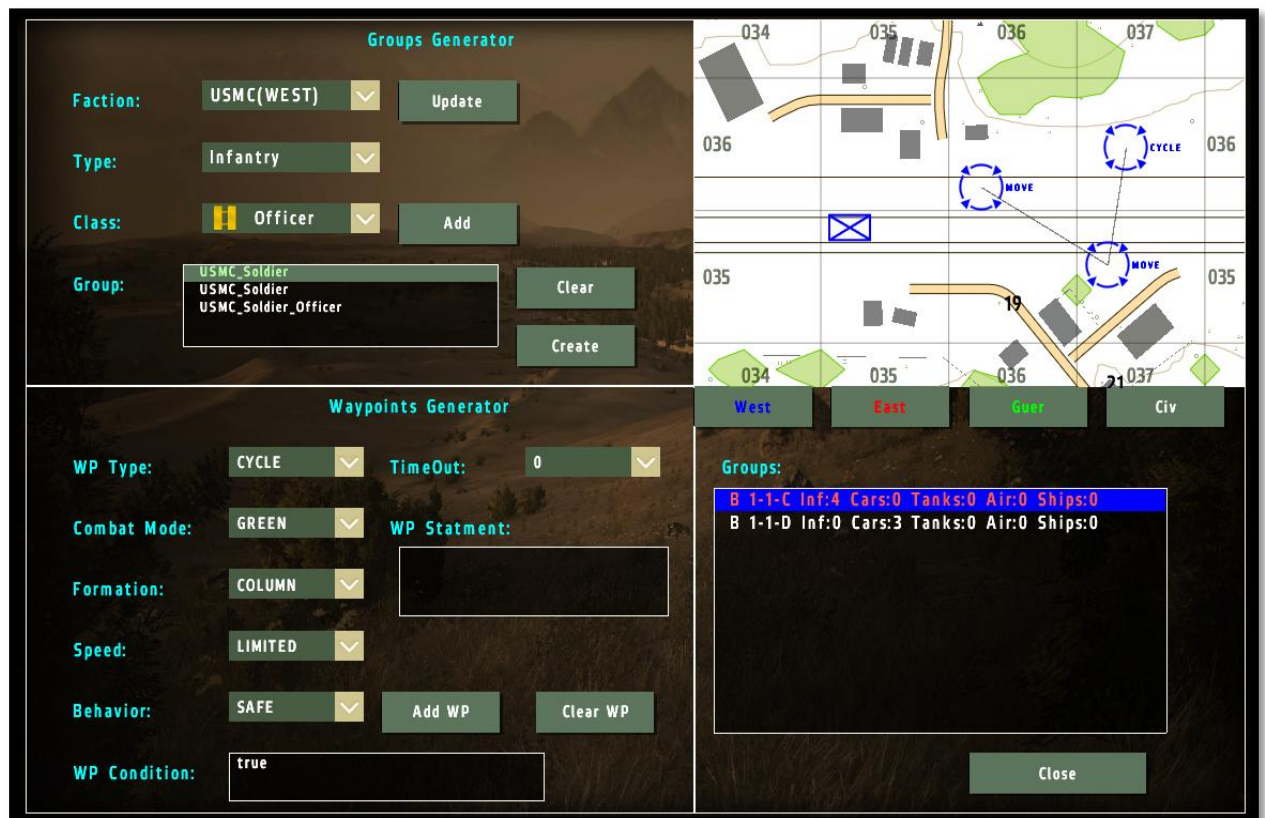 Groups Generator
Faction: USMC(WEST) Update
Type: Infantry
Class: Officer Add
Group: USMC_Soldier
USMC_Soldier
USMC_Soldier_Officer
Clear
Create
034 035 036 037
036 CYCLE 036
MOVE
MOVE
035 035
19
034 035 036 037
21
West East Guer Civ
Waypoints Generator
WP Type: CYCLE TimeOut: 0
Combat Mode: GREEN WP Statment:
Formation: COLUMN
Speed: LIMITED
Behavior: SAFE Add WP Clear WP
WP Condition: true
Groups:
B 1-1-C Inf:4 Cars:0 Tanks:0 Air:0 Ships:0
B 1-1-D Inf:0 Cars:3 Tanks:0 Air:0 Ships:0
Close